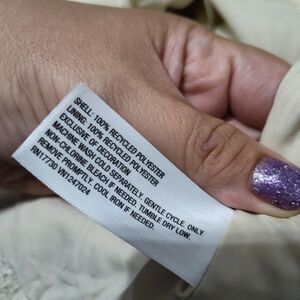 SHELL: 100% RECYCLED POLYESTER
LINING: 100% RECYCLED POLYESTER
EXCLUSIVE OF DECORATION
MACHINE WASH COLD SEPARATELY, GENTLE CYCLE. ONLY
NON-CHLORINE BLEACH IF NEEDED. TUMBLE DRY LOW.
REMOVE PROMPTLY. COOL IRON IF NEEDED.
RN17730 VN1247024